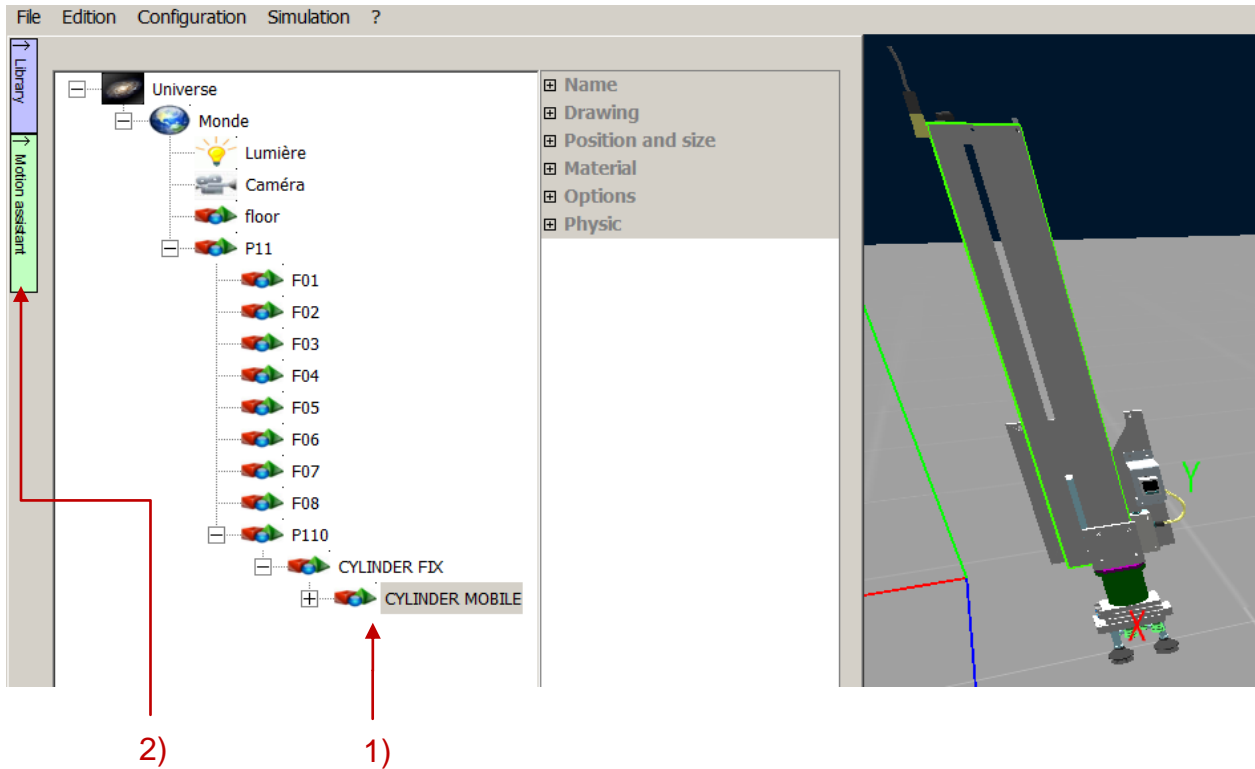 File Edition Configuration Simulation ?
↑ Library
↑ Motion assistant
Universe
Monde
Lumière
Caméra
floor
P11
F01
F02
F03
F04
F05
F06
F07
F08
P110
CYLINDER FIX
CYLINDER MOBILE
Name
Drawing
Position and size
Material
Options
Physic
Y
X
2)
1)